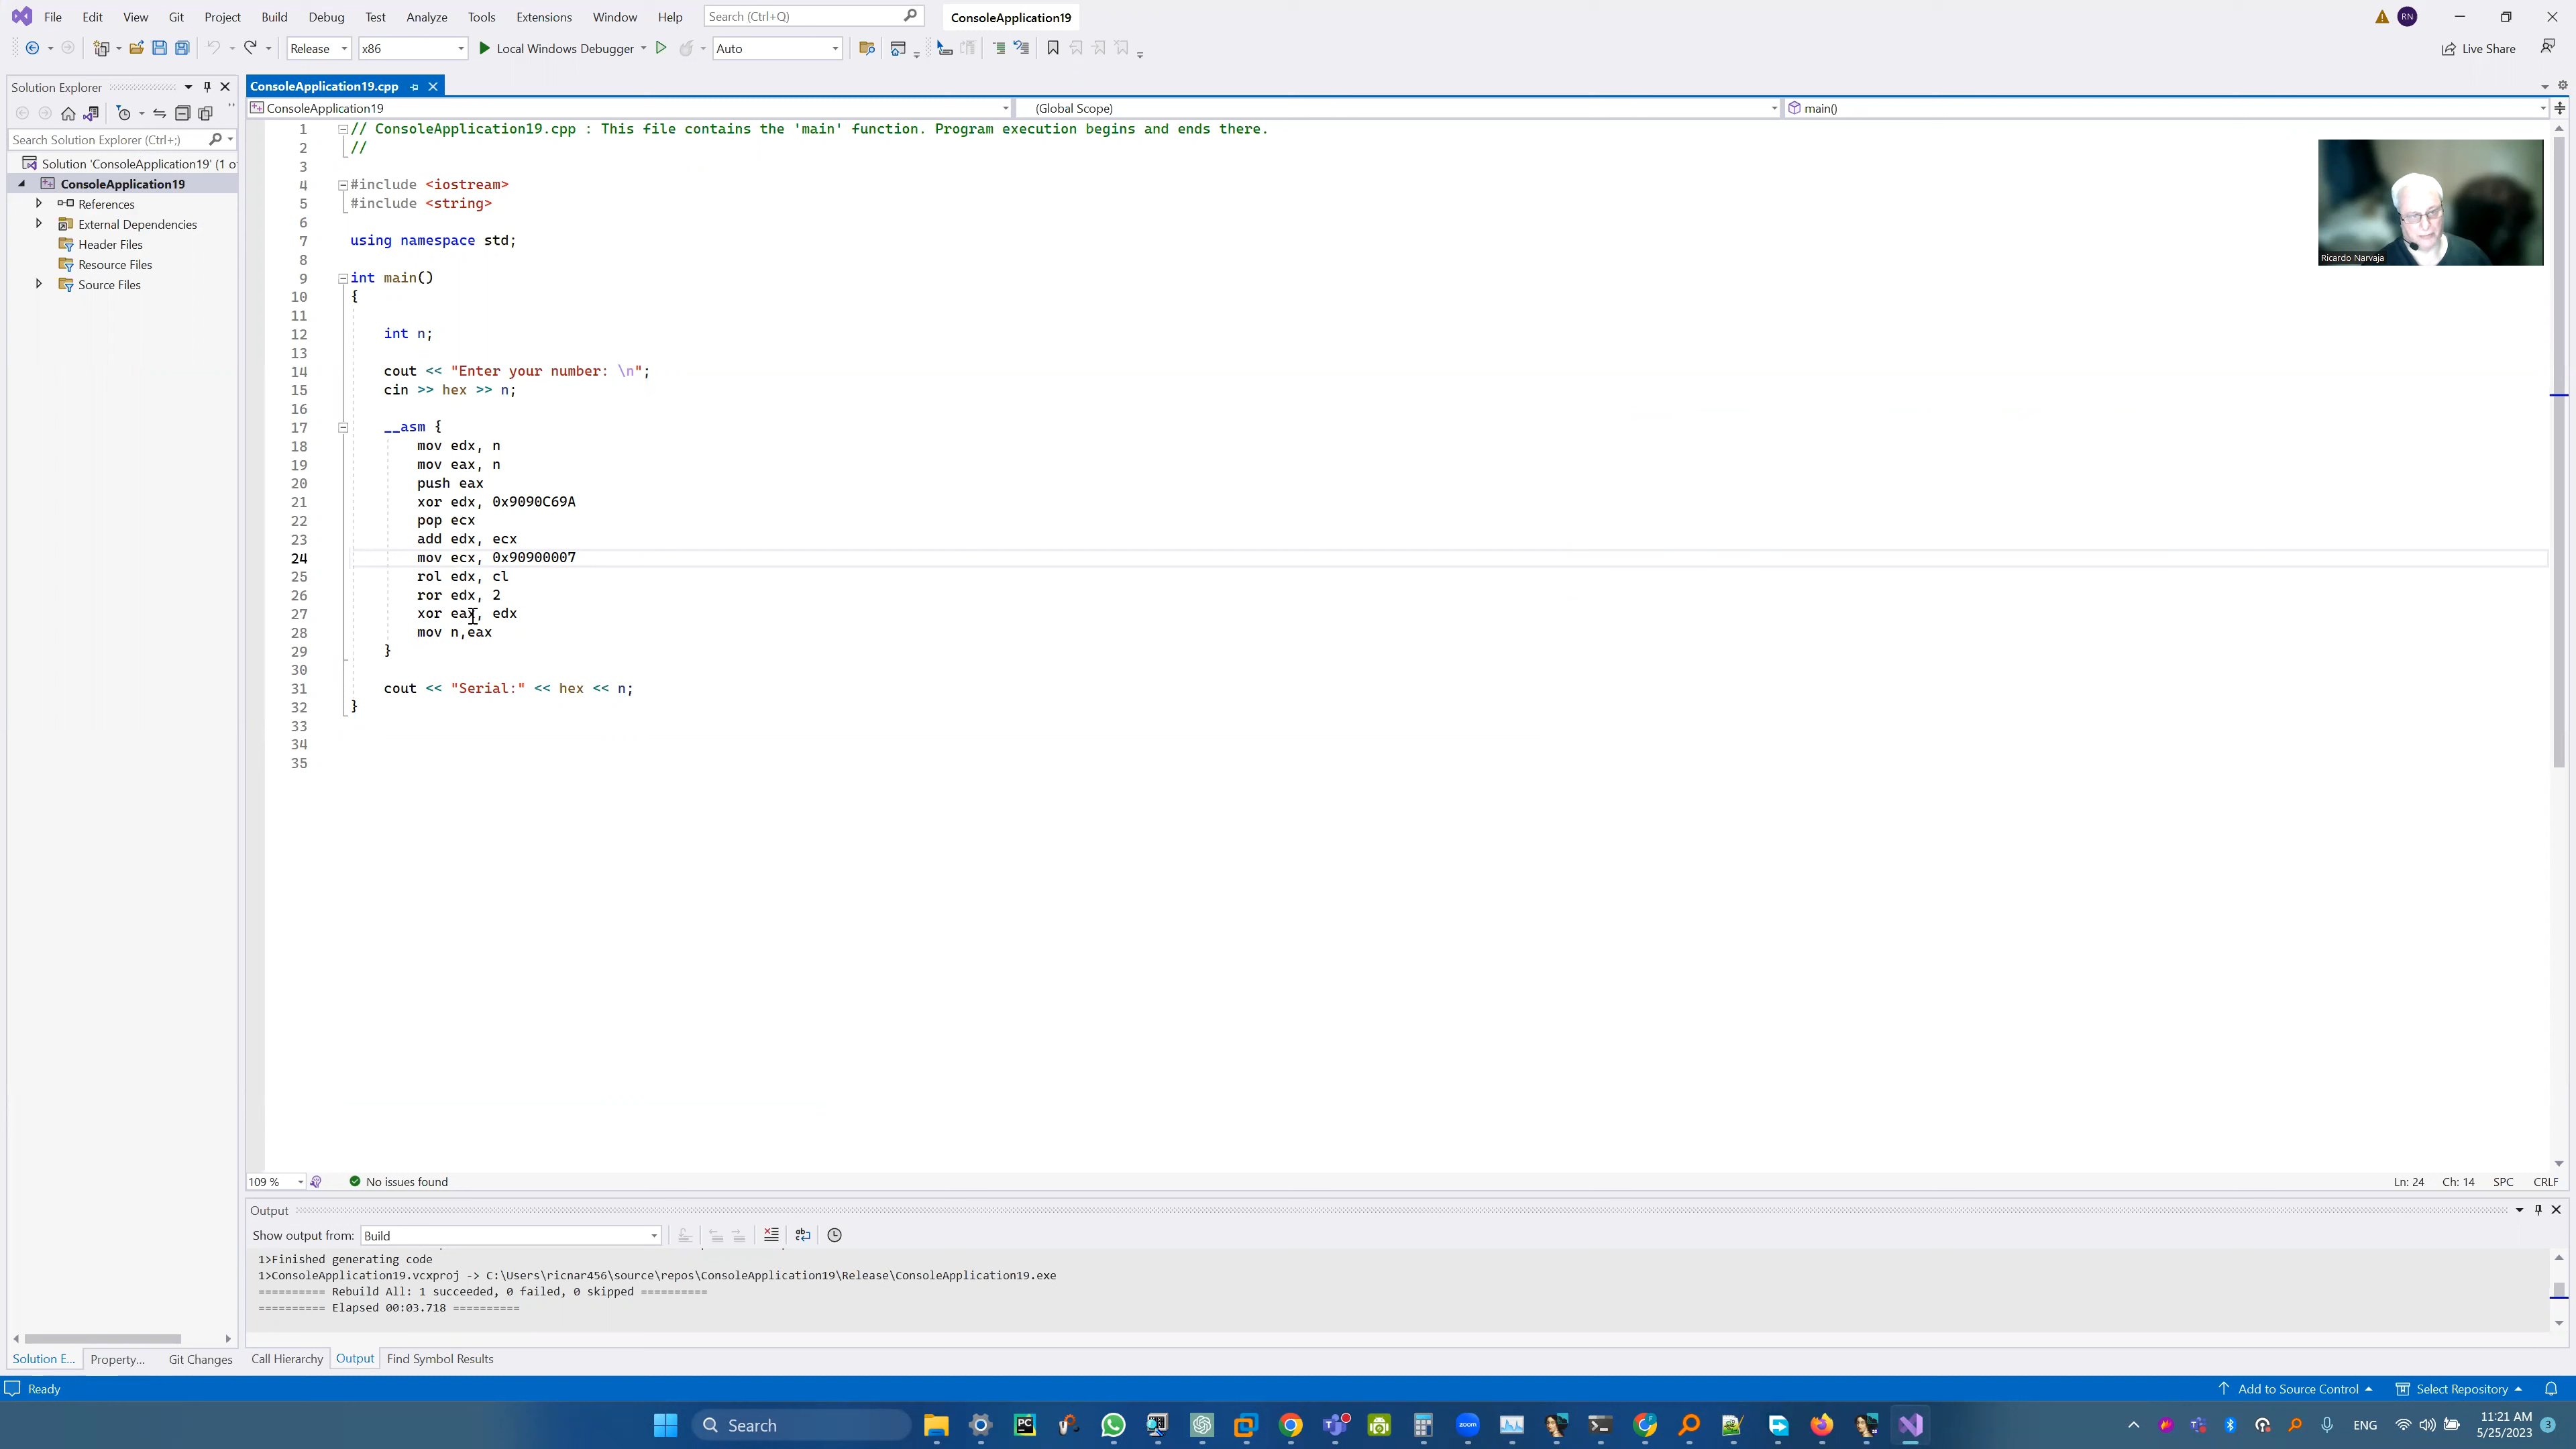 File Edit View Git Project Build Debug Test Analyze Tools Extensions Window Help Search (Ctrl+Q) ConsoleApplication19 RN
Release x86 Local Windows Debugger Auto Live Share
Solution Explorer
Search Solution Explorer (Ctrl+;)
Solution 'ConsoleApplication19' (1 o
ConsoleApplication19
References
External Dependencies
Header Files
Resource Files
Source Files
ConsoleApplication19.cpp
ConsoleApplication19 (Global Scope) main()
1 // ConsoleApplication19.cpp : This file contains the 'main' function. Program execution begins and ends there.
2 //
3
4 #include <iostream>
5 #include <string>
6
7 using namespace std;
8
9 int main()
10 {
11
12 int n;
13
14 cout << "Enter your number: \n";
15 cin >> hex >> n;
16
17 __asm {
18 mov edx, n
19 mov eax, n
20 push eax
21 xor edx, 0x9090C69A
22 pop ecx
23 add edx, ecx
24 mov ecx, 0x90900007
25 rol edx, cl
26 ror edx, 2
27 xor eax, edx
28 mov n,eax
29 }
30
31 cout << "Serial:" << hex << n;
32 }
33
34
35
Ricardo Narvaja
109 % No issues found Ln: 24 Ch: 14 SPC CRLF
Output
Show output from: Build
1>Finished generating code
1>ConsoleApplication19.vcxproj -> C:\Users\ricnar456\source\repos\ConsoleApplication19\Release\ConsoleApplication19.exe
========== Rebuild All: 1 succeeded, 0 failed, 0 skipped ==========
========== Elapsed 00:03.718 ==========
Solution E... Property... Git Changes Call Hierarchy Output Find Symbol Results
Ready Add to Source Control Select Repository
Search PC zoom ENG 11:21 AM 3
5/25/2023